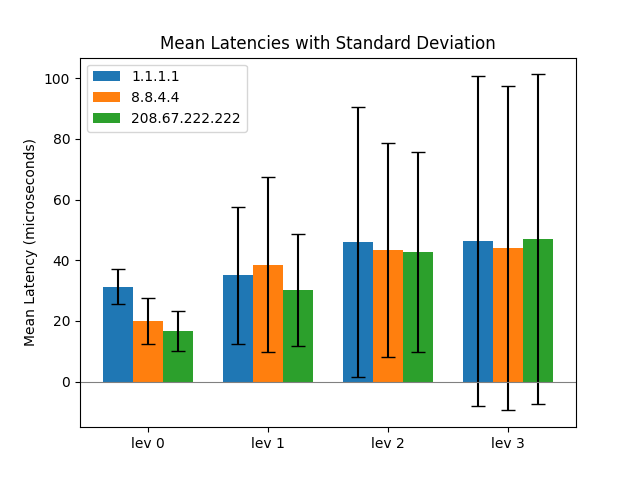 Mean Latencies with Standard Deviation
1.1.1.1
8.8.4.4
208.67.222.222
Mean Latency (microseconds)
100
80
60
40
20
0
lev 0
lev 1
lev 2
lev 3